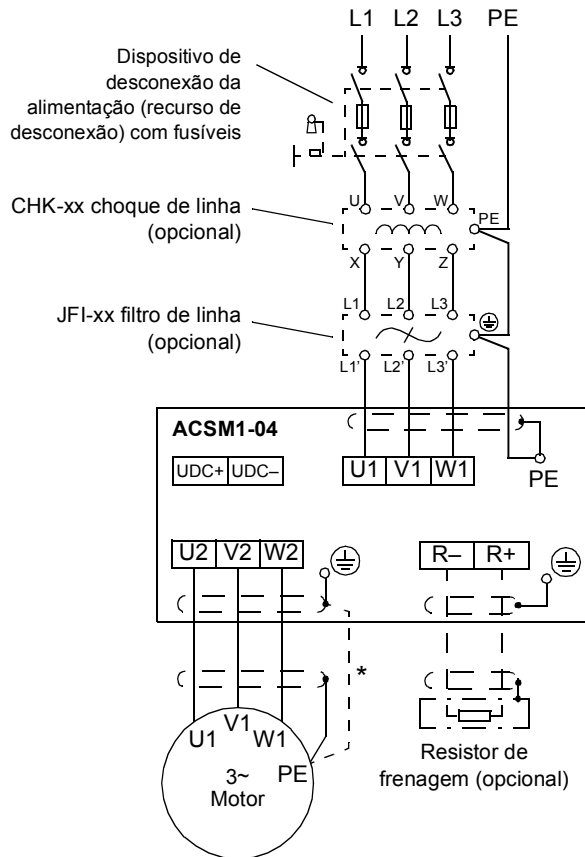 L1 L2 L3 PE
Dispositivo de
desconexão da
alimentação (recurso de
desconexão) com fusíveis
U V W PE
CHK-xx choque de linha
(opcional)
X Y Z
L1 L2 L3
JFI-xx filtro de linha
(opcional)
L1' L2' L3'
ACSM1-04
UDC+ UDC–
U1 V1 W1
PE
U2 V2 W2
R– R+
*
U1 V1 W1
PE
3~
Motor
Resistor de
frenagem (opcional)